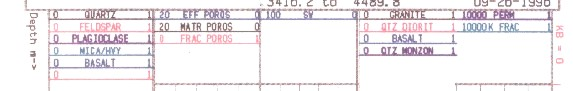 3416.2 to 4489.8 09-26-1996
0 QUARTZ 1 20 EFF POROS 0 100 SW 0 0 GRANITE 1 10000 PERM 1
0 FELDSPAR 1 20 MATR POROS 0 0 QTZ DIORIT 1 10000K FRAC 1
0 PLAGIOCLASE 1 0 FRAC POROS 1 0 BASALT 1
0 MICA/HVY 1 0 QTZ MONZON 1
0 BASALT 1
0 1
Depth m->
KB = 0